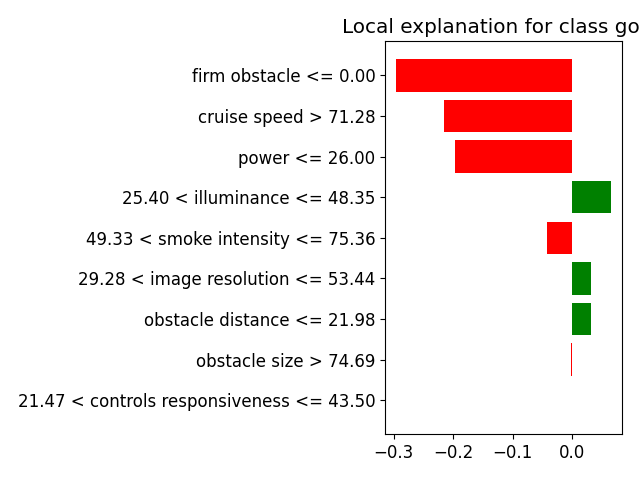 Local explanation for class go
firm obstacle <= 0.00
cruise speed > 71.28
power <= 26.00
25.40 < illuminance <= 48.35
49.33 < smoke intensity <= 75.36
29.28 < image resolution <= 53.44
obstacle distance <= 21.98
obstacle size > 74.69
21.47 < controls responsiveness <= 43.50
−0.3 −0.2 −0.1 0.0